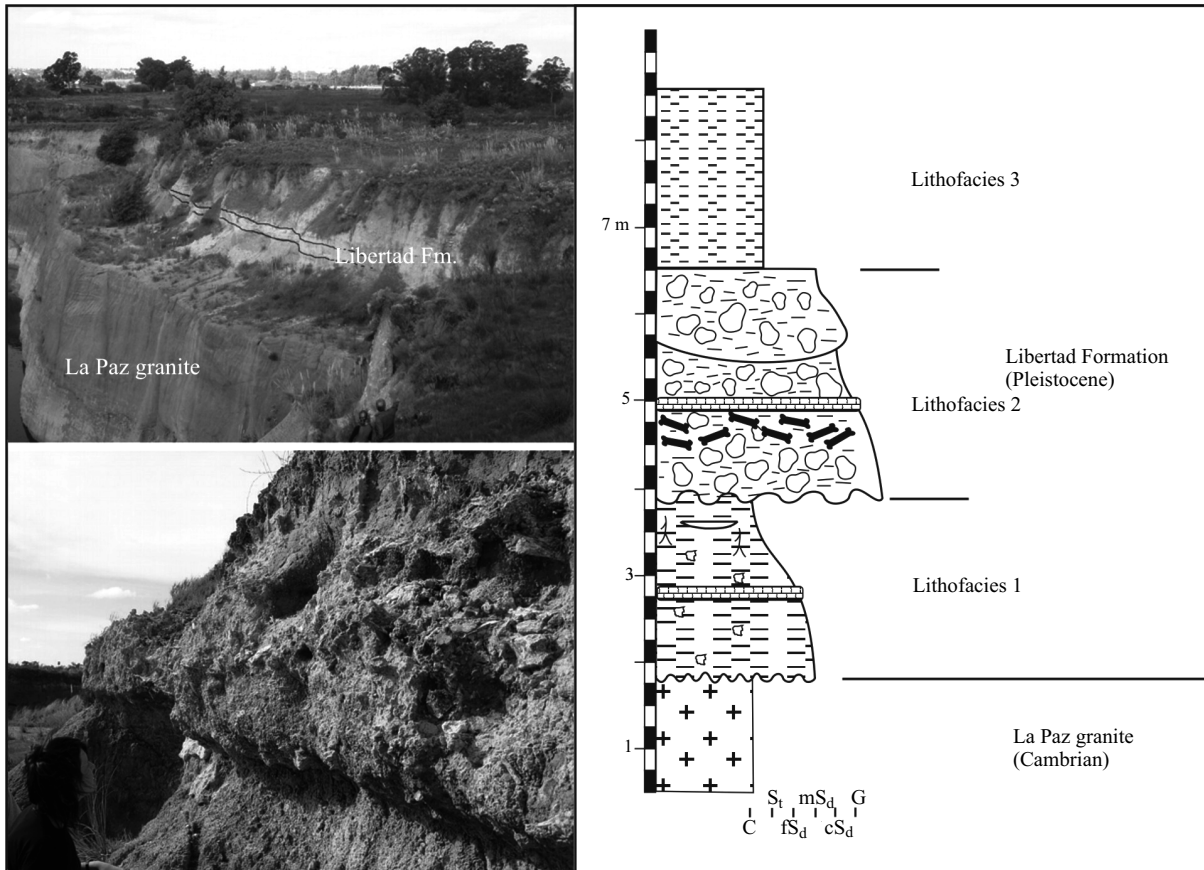 Libertad Fm.
La Paz granite
Lithofacies 3
7 m
Libertad Formation
(Pleistocene)
5
Lithofacies 2
3
Lithofacies 1
La Paz granite
(Cambrian)
1
St mSd G
C fSd cSd